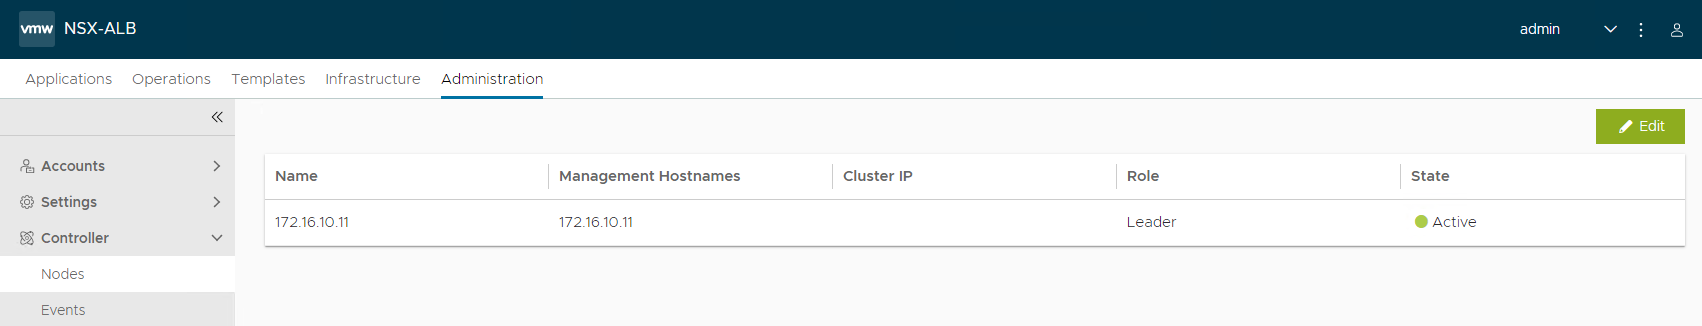 vmw NSX-ALB admin
Applications Operations Templates Infrastructure Administration
Edit
Accounts
Settings
Controller
Nodes
Events
Name Management Hostnames Cluster IP Role State
172.16.10.11 172.16.10.11 Leader Active